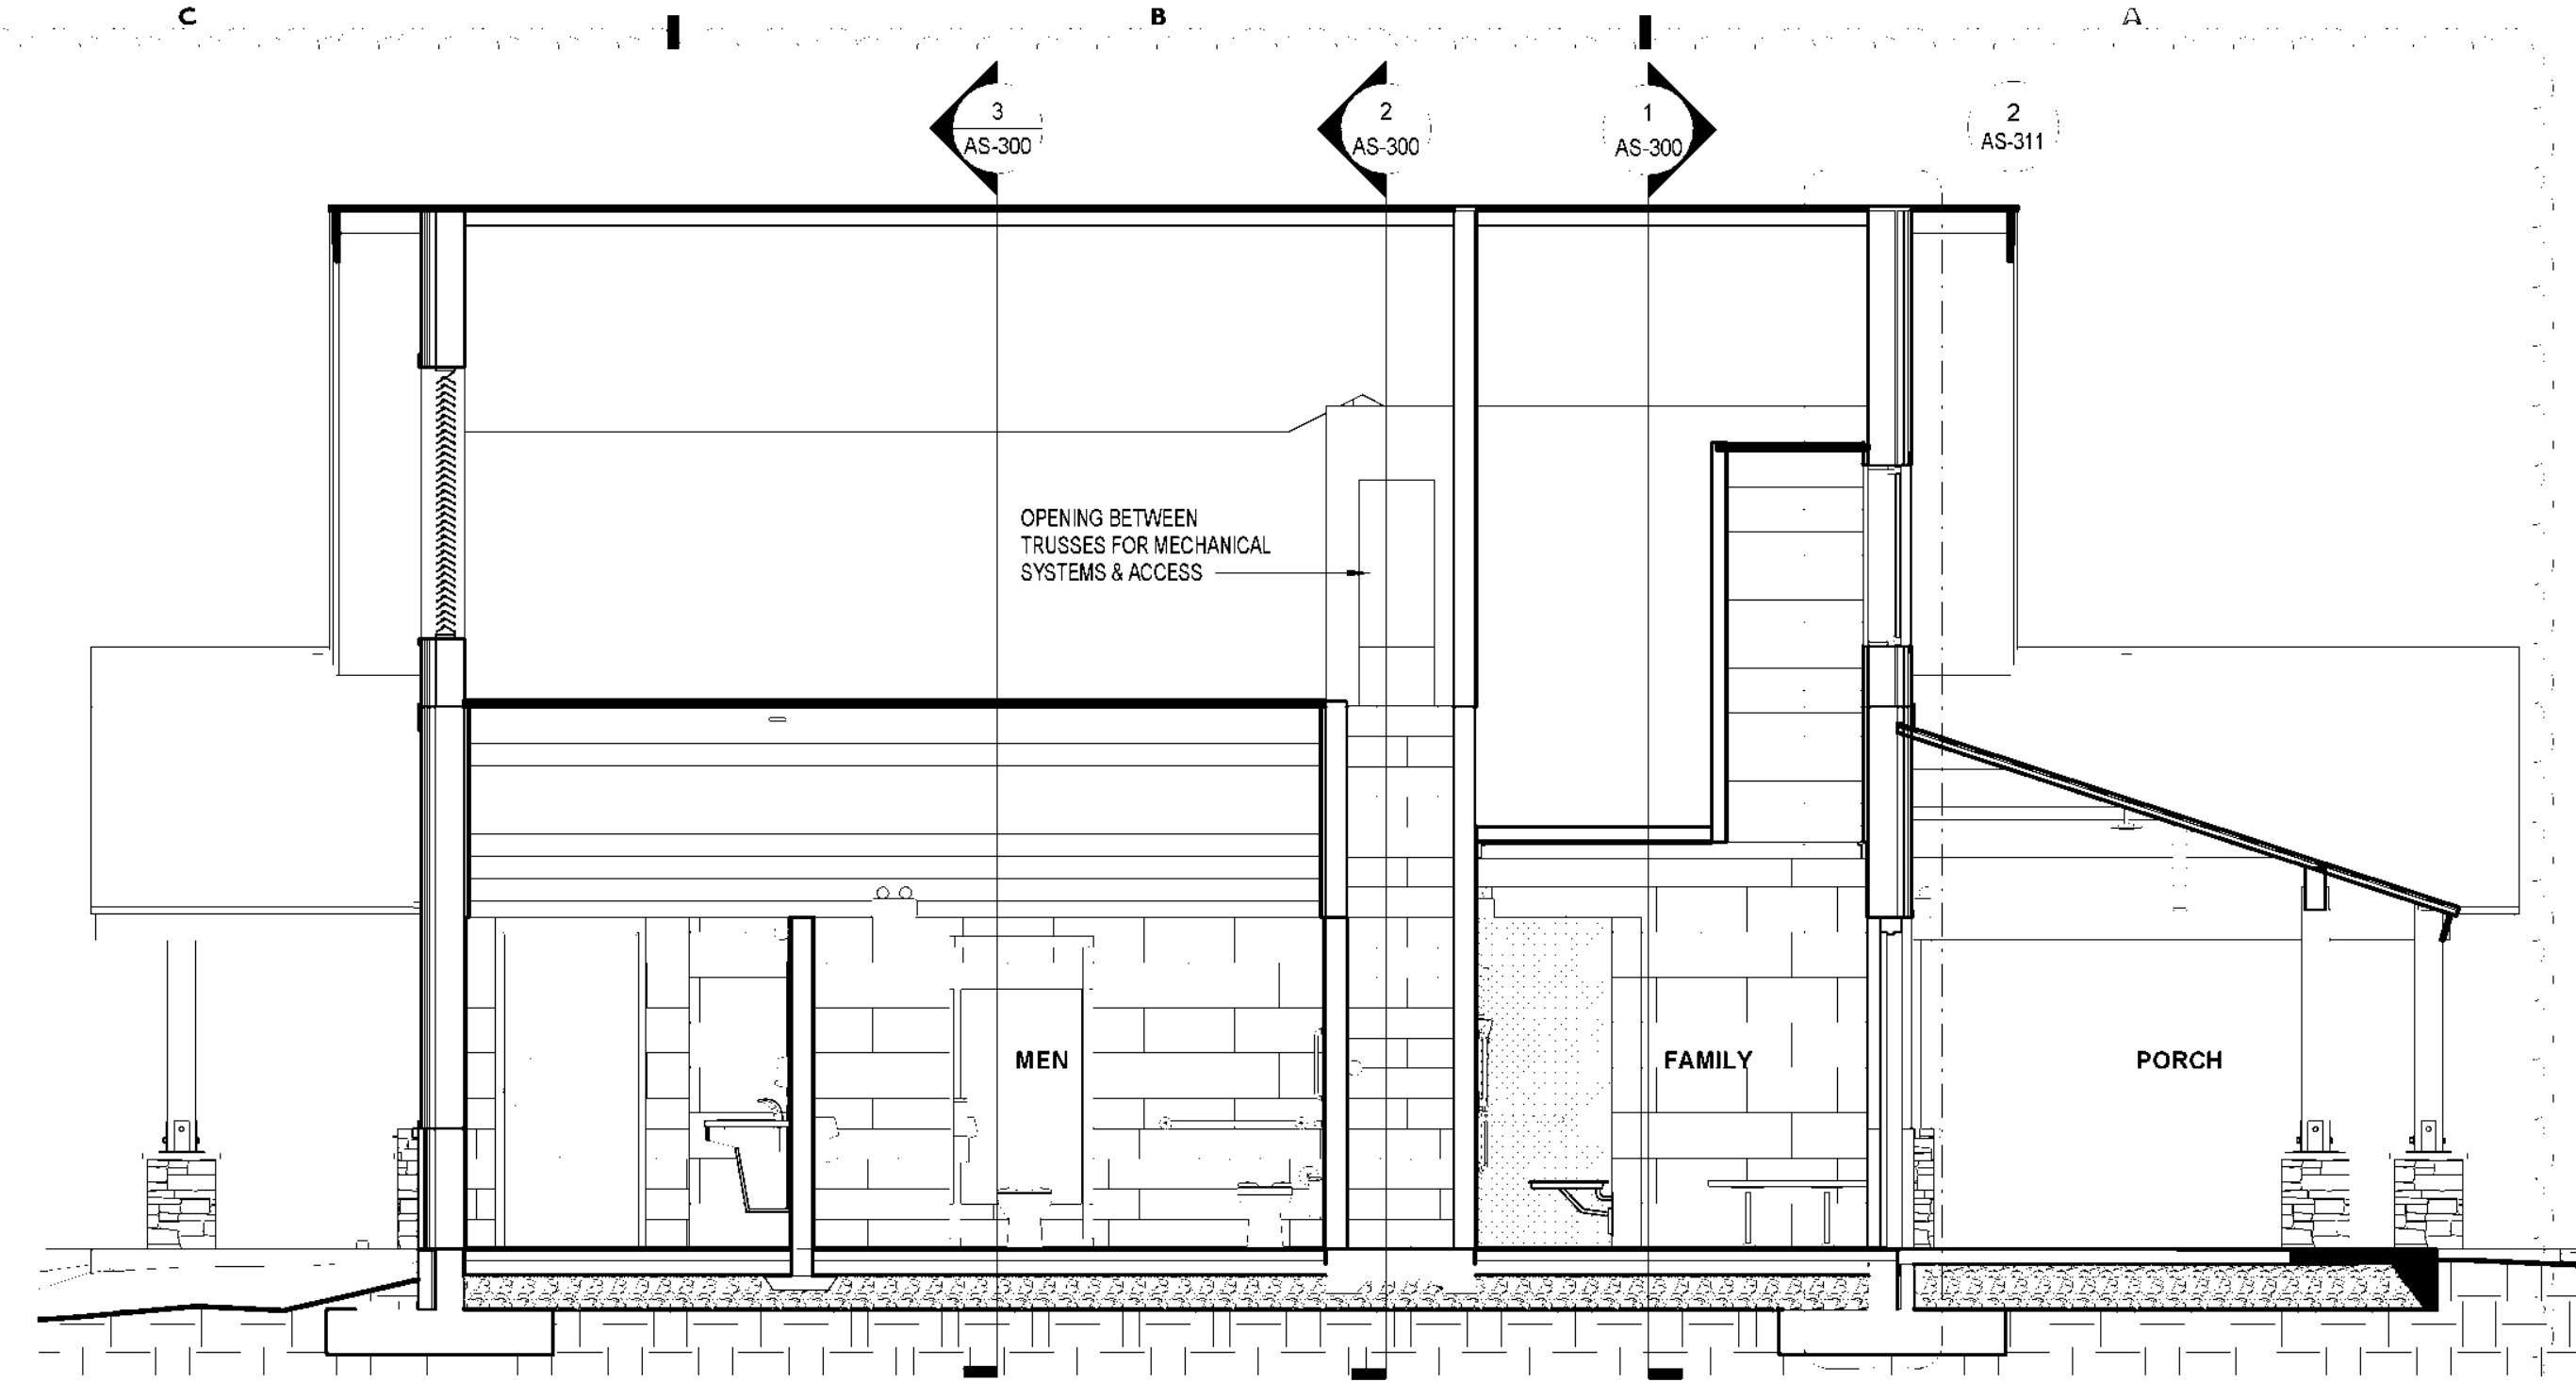 C
B
A
3
AS-300
2
AS-300
1
AS-300
2
AS-311
OPENING BETWEEN
TRUSSES FOR MECHANICAL
SYSTEMS & ACCESS
MEN
FAMILY
PORCH